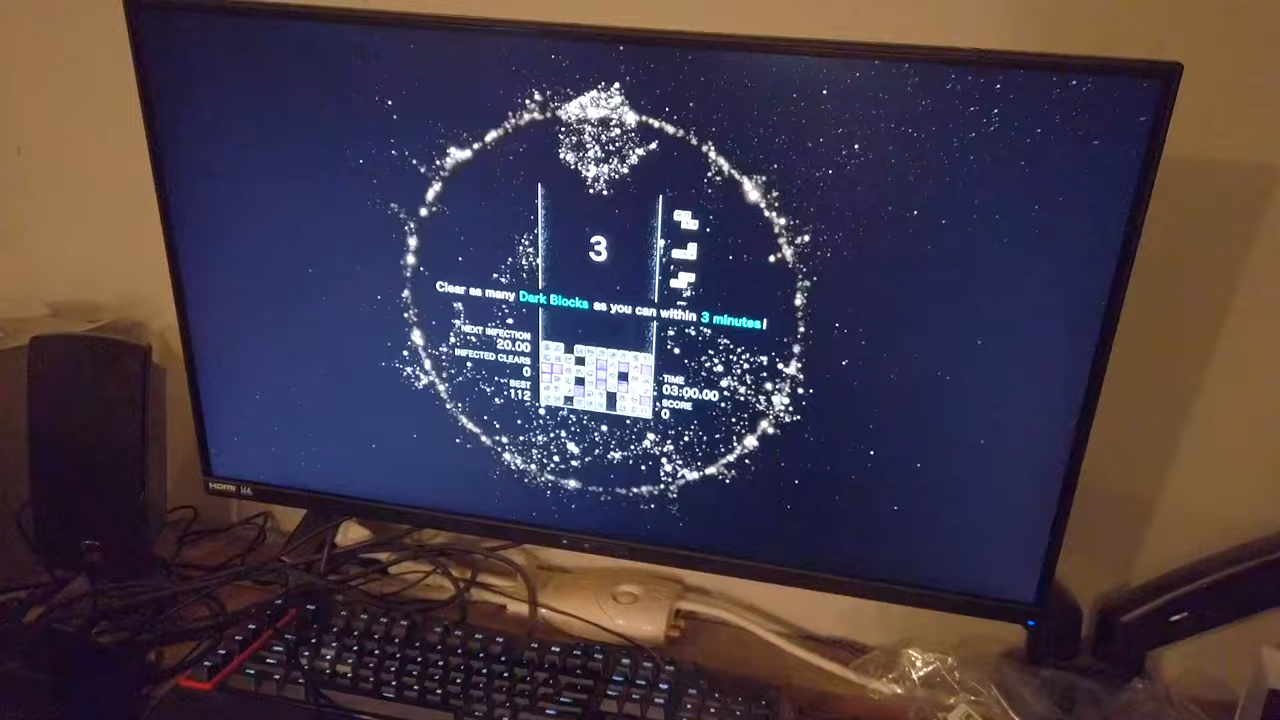 3
Clear as many Dark Blocks as you can within 3 minutes!
NEXT INFECTION
20.00
INFECTED CLEARS
0
BEST
112
TIME
03:00.00
SCORE
0
HDMI